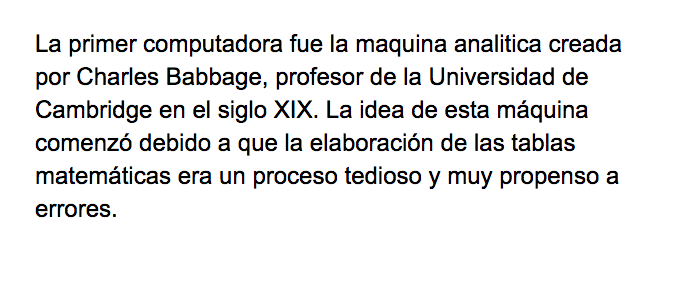 La primer computadora fue la maquina analitica creada
por Charles Babbage, profesor de la Universidad de
Cambridge en el siglo XIX. La idea de esta máquina
comenzó debido a que la elaboración de las tablas
matemáticas era un proceso tedioso y muy propenso a
errores.